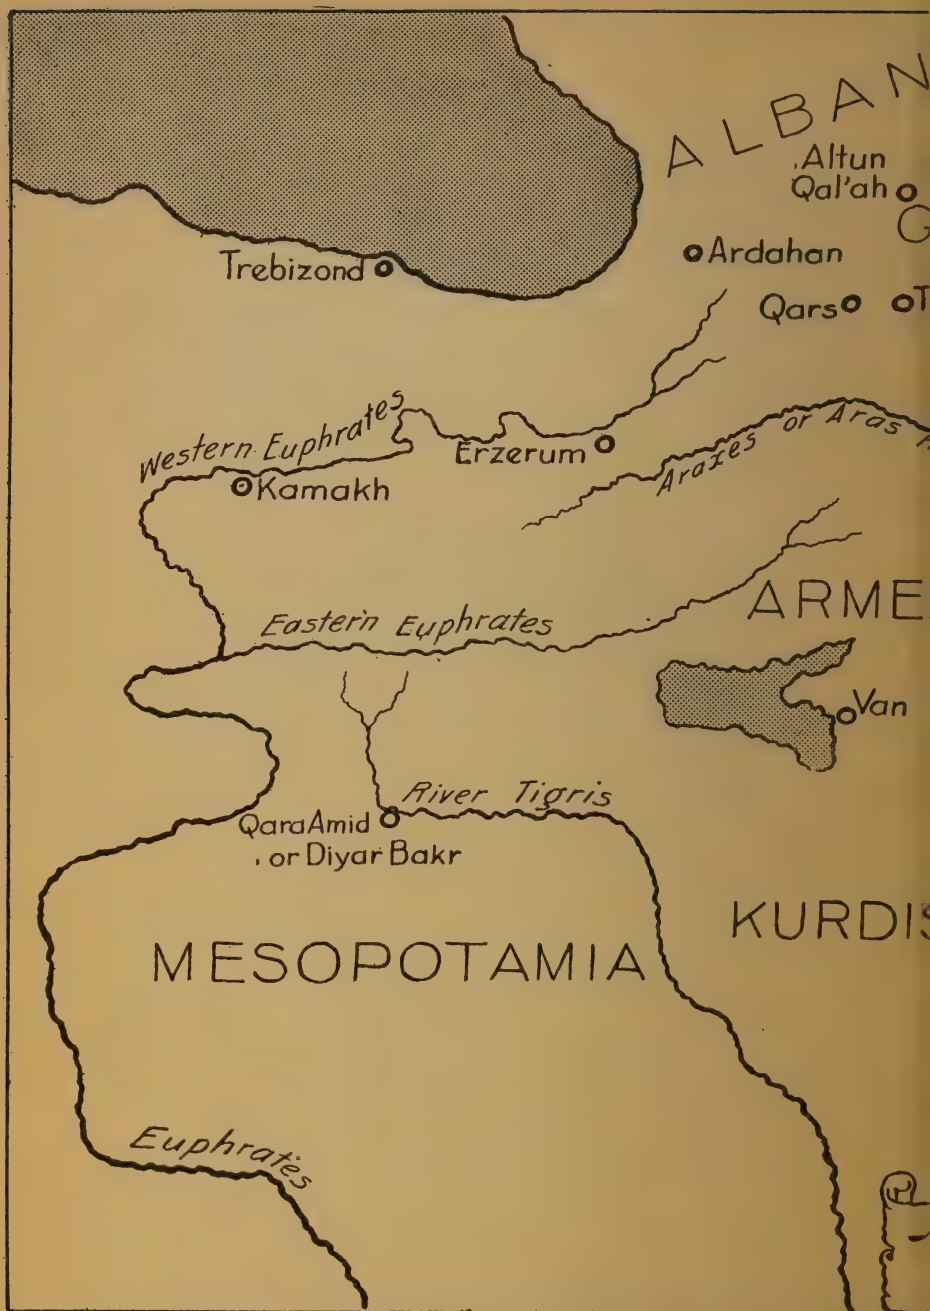 ALBAN
Altun
Qal'ah
G
Trebizond
Ardahan
Qars
T
Western Euphrates
Erzerum
Araxes or Aras
Kamakh
ARME
Eastern Euphrates
Van
River Tigris
Qara Amid
or Diyar Bakr
KURDIS
MESOPOTAMIA
Euphrates